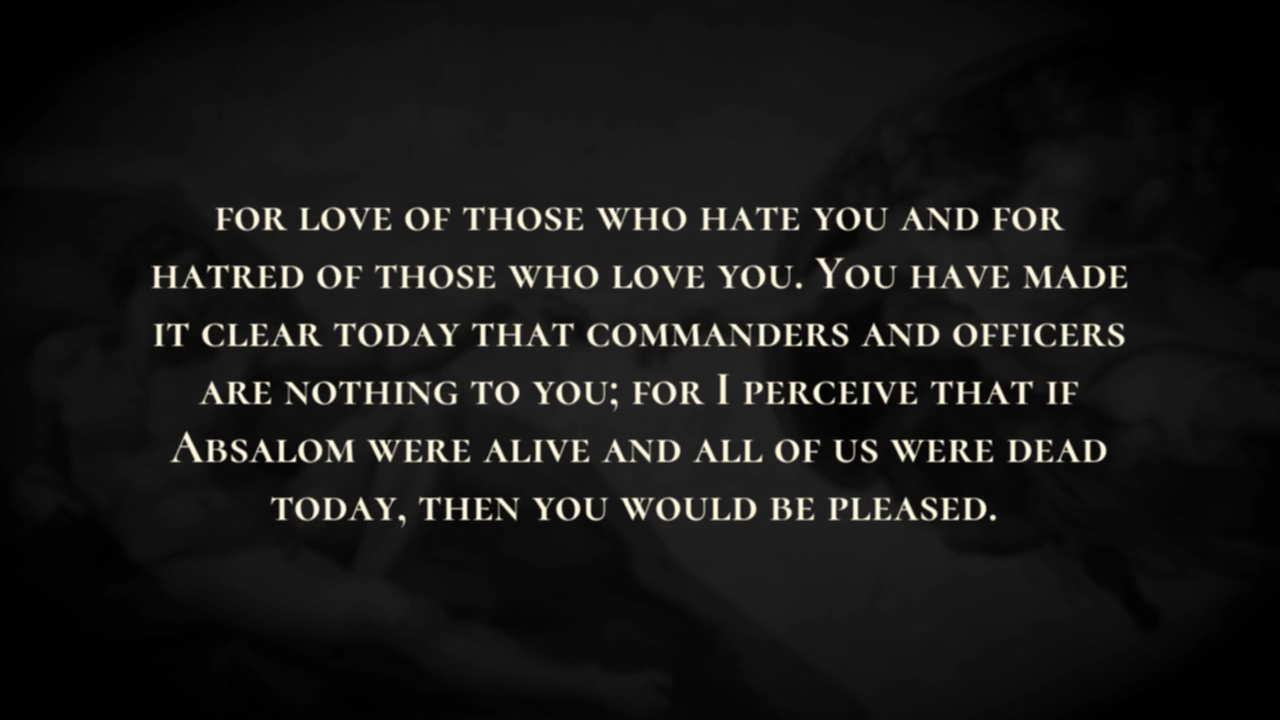 for love of those who hate you and for
hatred of those who love you. You have made
it clear today that commanders and officers
are nothing to you; for I perceive that if
Absalom were alive and all of us were dead
today, then you would be pleased.